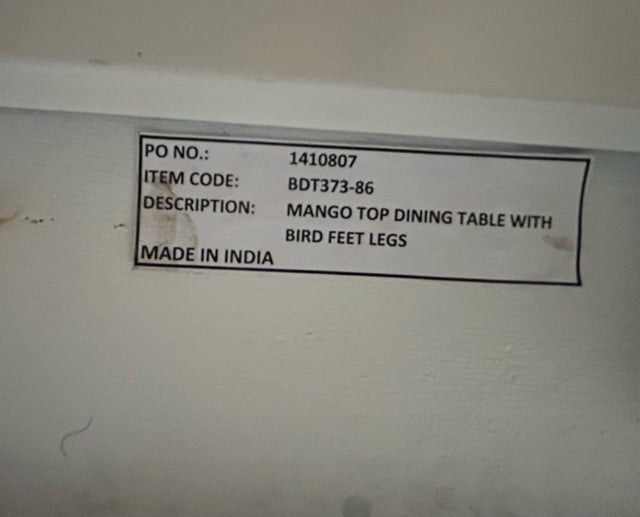 PO NO.: 1410807
ITEM CODE: BDT373-86
DESCRIPTION: MANGO TOP DINING TABLE WITH
BIRD FEET LEGS
MADE IN INDIA